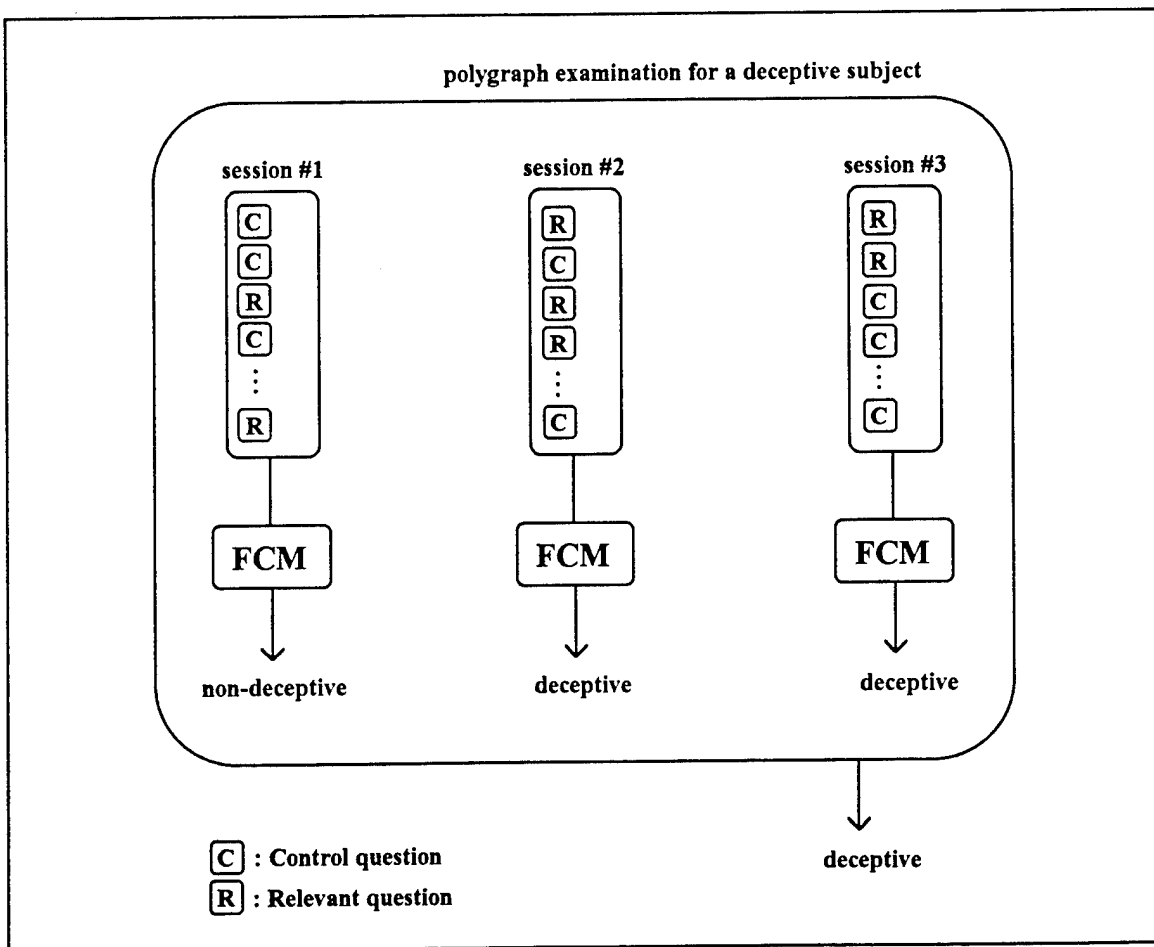 polygraph examination for a deceptive subject
session #1
C
C
R
C
R
FCM
non-deceptive
session #2
R
C
R
R
C
FCM
deceptive
session #3
R
R
C
C
C
FCM
deceptive
deceptive
C : Control question
R : Relevant question